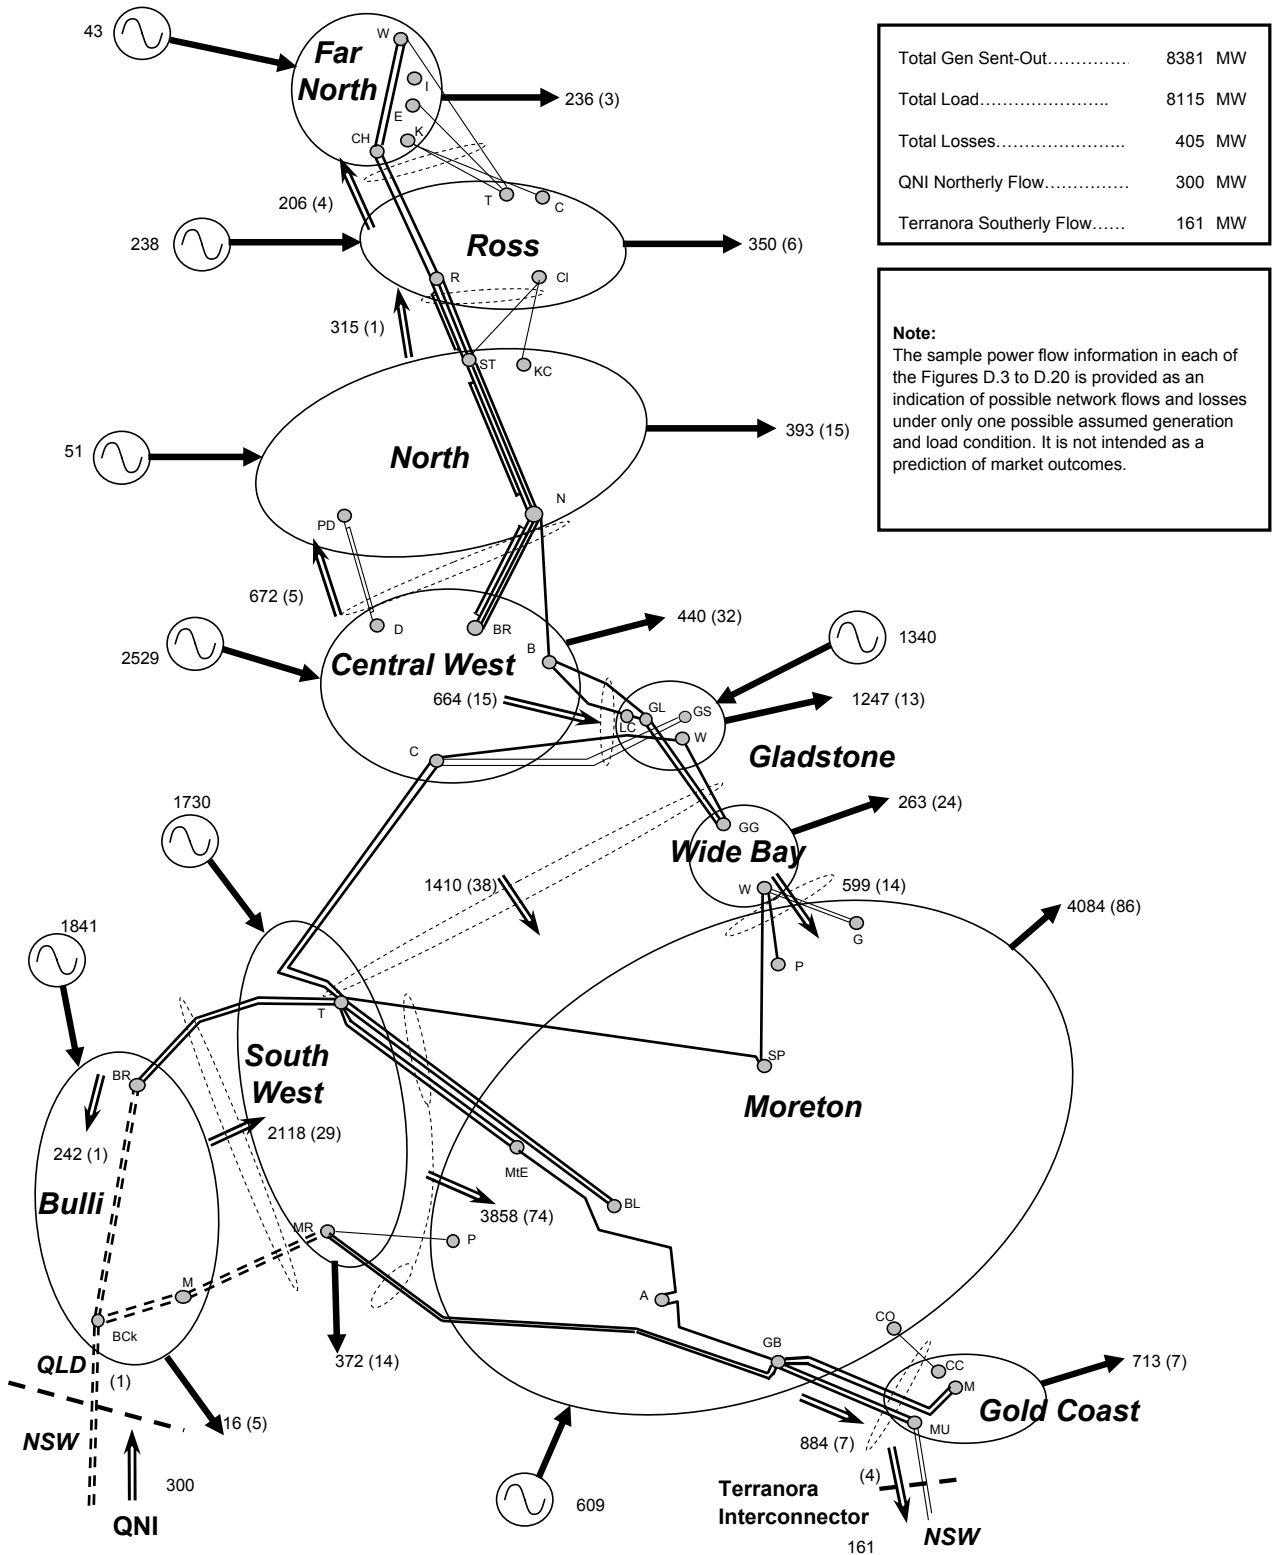 43
Far
North
W
I
E
K
CH
236 (3)
Total Gen Sent-Out.............. 8381 MW
Total Load...................... 8115 MW
Total Losses....................... 405 MW
QNI Northerly Flow............... 300 MW
Terranora Southerly Flow...... 161 MW
206 (4)
T
C
238
Ross
350 (6)
R
CI
315 (1)
ST
KC
Note:
The sample power flow information in each of
the Figures D.3 to D.20 is provided as an
indication of possible network flows and losses
under only one possible assumed generation
and load condition. It is not intended as a
prediction of market outcomes.
51
North
393 (15)
N
PD
672 (5)
D
BR
440 (32)
2529
Central West
B
1340
664 (15)
GL
GS
LC
W
1247 (13)
C
Gladstone
1730
263 (24)
GG
Wide Bay
1410 (38)
W
599 (14)
4084 (86)
G
P
1841
T
South
West
SP
BR
Moreton
242 (1)
2118 (29)
MtE
Bulli
BL
3858 (74)
MR
P
M
A
BCk
CO
GB
QLD
(1)
372 (14)
CC
M
713 (7)
Gold Coast
16 (5)
NSW
MU
884 (7)
(4)
300
QNI
609
Terranora
Interconnector
161
NSW